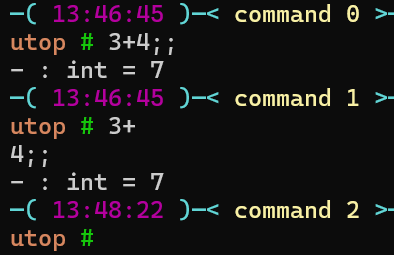 ─( 13:46:45 )─< command 0 >─
utop # 3+4;;
- : int = 7
─( 13:46:45 )─< command 1 >─
utop # 3+
4;;
- : int = 7
─( 13:48:22 )─< command 2 >─
utop #